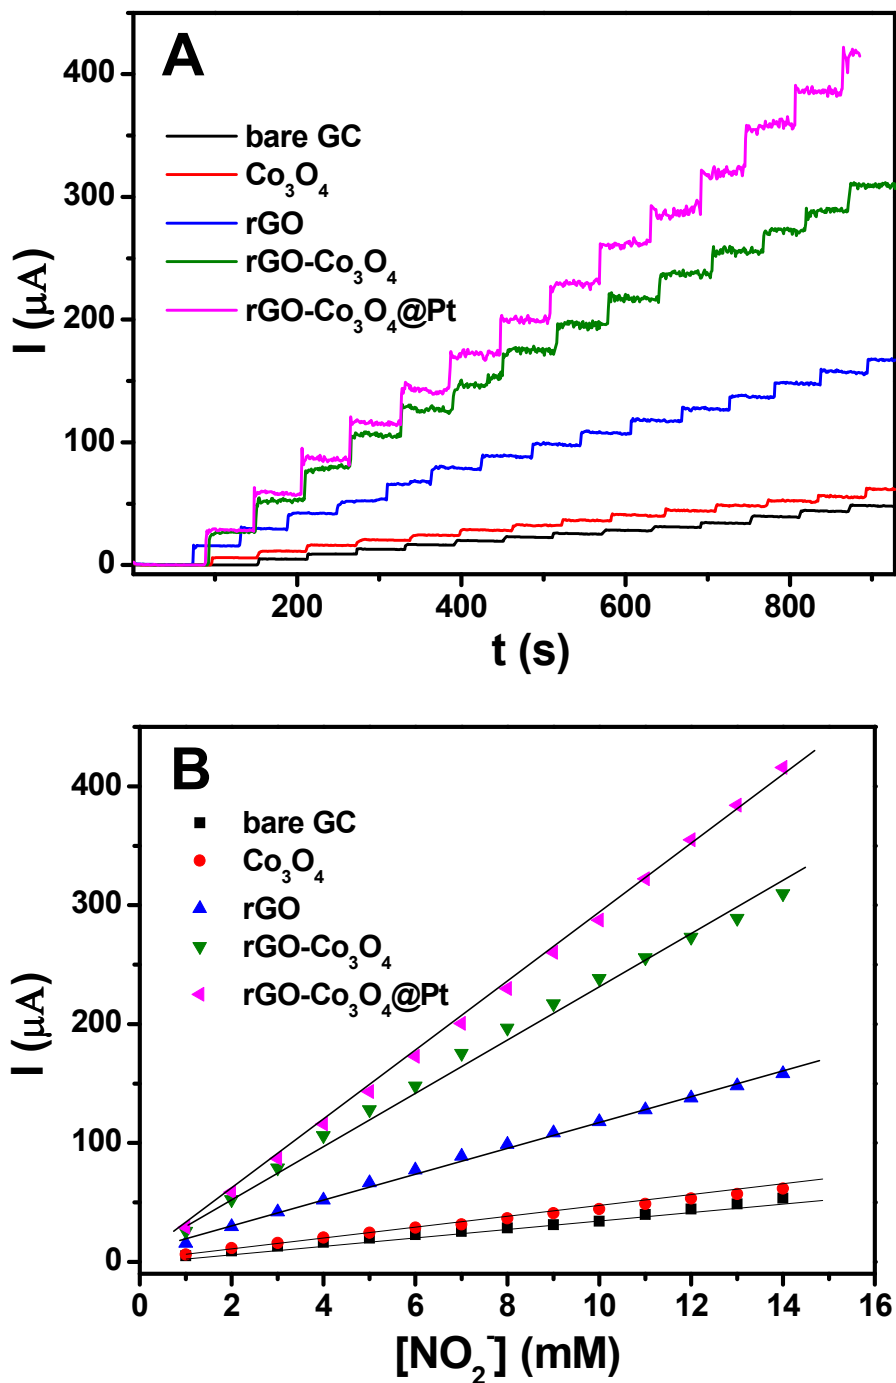 A
bare GC
Co₃O₄
rGO
rGO-Co₃O₄
rGO-Co₃O₄@Pt
400
300
200
100
0
I (μA)
200 400 600 800
t (s)
B
bare GC
Co₃O₄
rGO
rGO-Co₃O₄
rGO-Co₃O₄@Pt
400
300
200
100
0
I (μA)
0 2 4 6 8 10 12 14 16
[NO₂⁻] (mM)